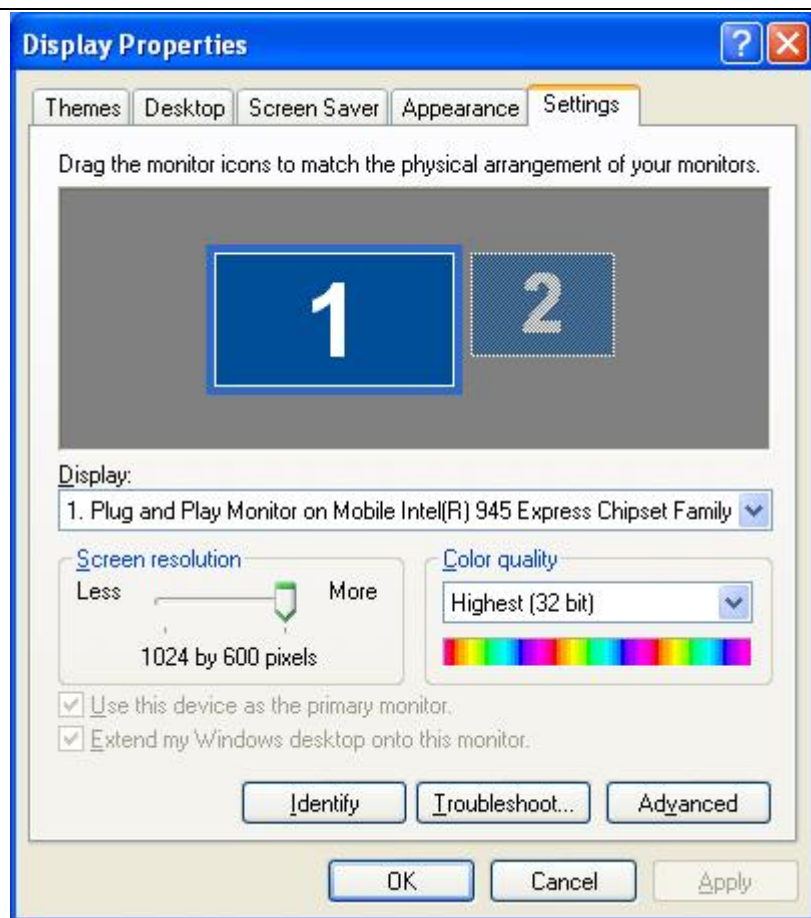 Display Properties
Themes Desktop Screen Saver Appearance Settings
Drag the monitor icons to match the physical arrangement of your monitors.
1 2
Display:
1. Plug and Play Monitor on Mobile Intel(R) 945 Express Chipset Family
Screen resolution
Less More
1024 by 600 pixels
Color quality
Highest (32 bit)
Use this device as the primary monitor.
Extend my Windows desktop onto this monitor.
Identify Troubleshoot... Advanced
OK Cancel Apply